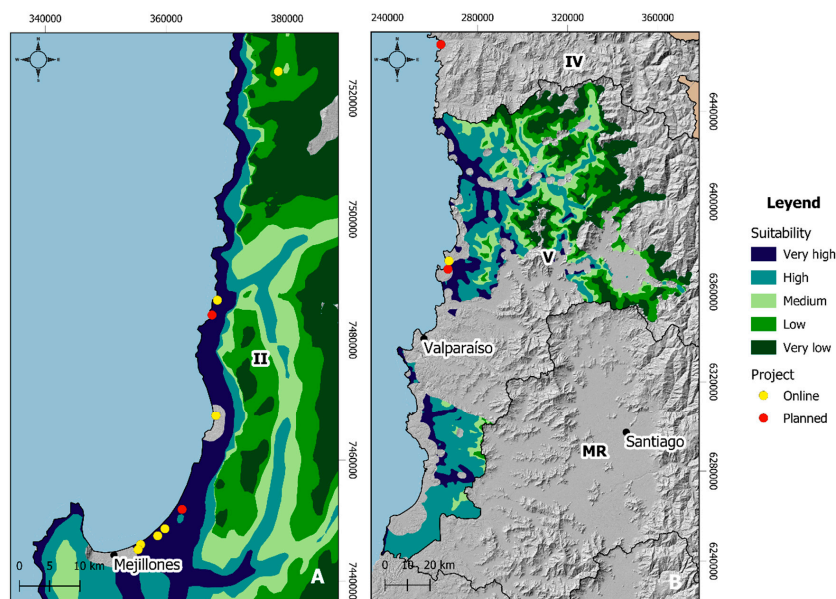 340000
360000
380000
240000
280000
320000
360000
N
W
E
S
N
W
E
S
IV
7520000
6440000
7500000
6400000
Leyend
Suitability
Very high
High
Medium
Low
Very low
V
6360000
7480000
II
Valparaíso
6320000
Project
Online
Planned
Santiago
MR
7460000
6280000
Mejillones
0 5 10 km
A
7440000
0 10 20 km
B
6240000